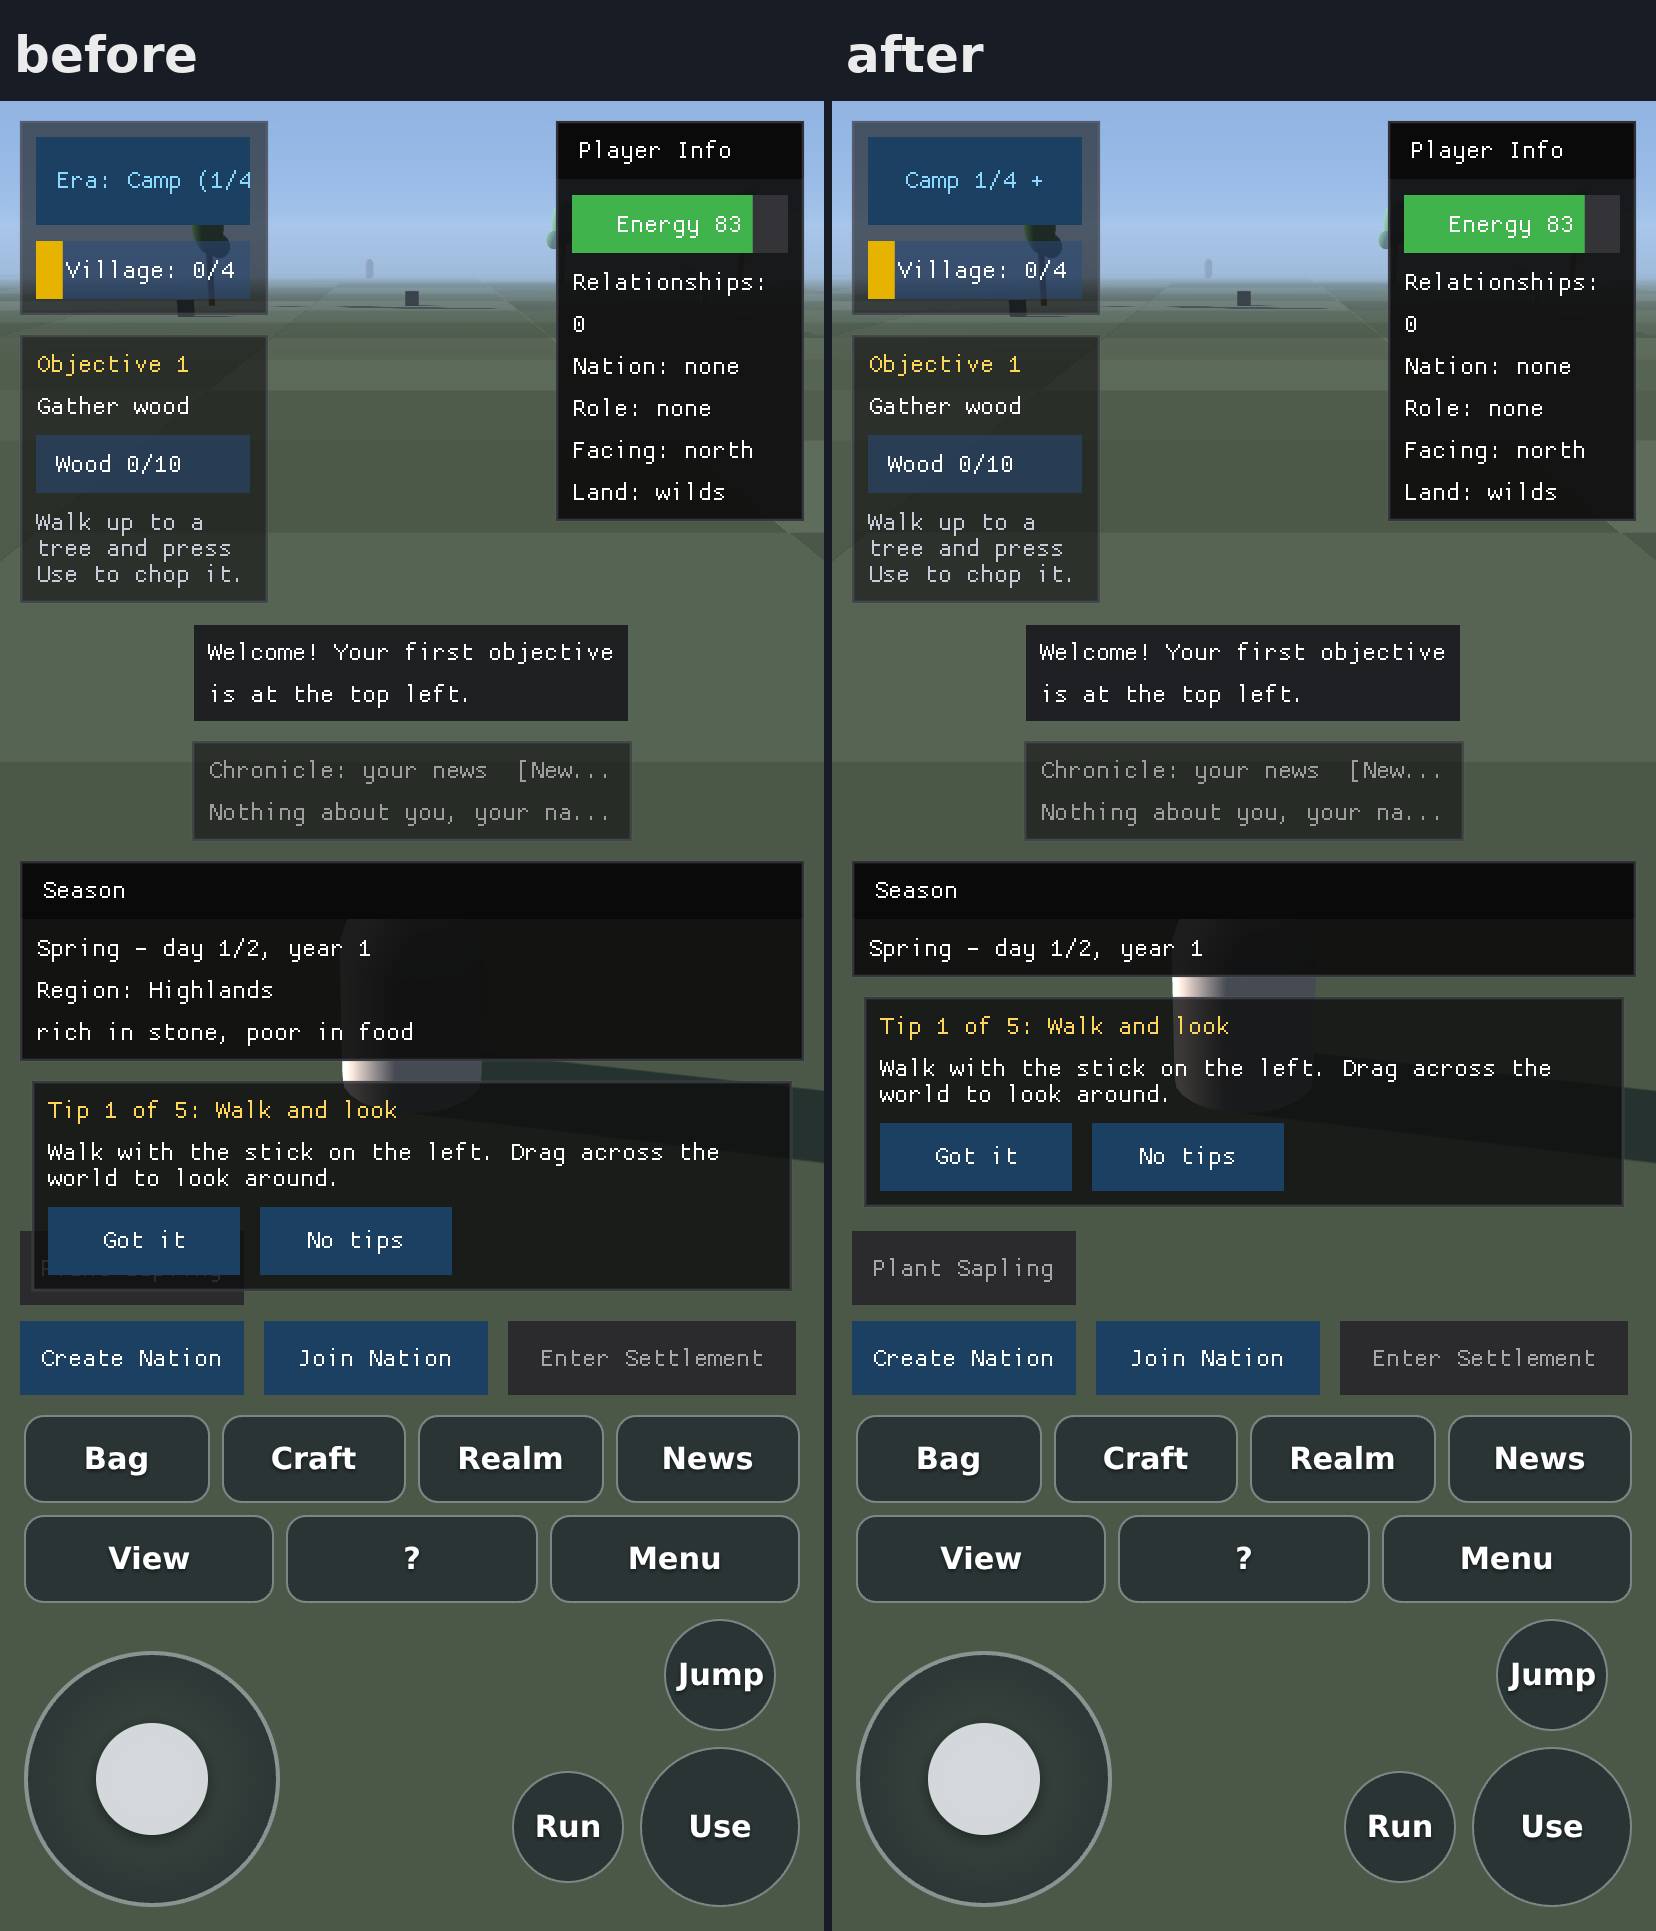 before
Era: Camp (1/4
Village: 0/4
Objective 1
Gather wood
Wood 0/10
Walk up to a
tree and press
Use to chop it.
Player Info
Energy 83
Relationships:
0
Nation: none
Role: none
Facing: north
Land: wilds
Welcome! Your first objective
is at the top left.
Chronicle: your news [New...
Nothing about you, your na...
Season
Spring - day 1/2, year 1
Region: Highlands
rich in stone, poor in food
Tip 1 of 5: Walk and look
Walk with the stick on the left. Drag across the
world to look around.
Got it
No tips
Create Nation
Join Nation
Enter Settlement
Bag
Craft
Realm
News
View
?
Menu
Jump
Run
Use
after
Camp 1/4 +
Village: 0/4
Objective 1
Gather wood
Wood 0/10
Walk up to a
tree and press
Use to chop it.
Player Info
Energy 83
Relationships:
0
Nation: none
Role: none
Facing: north
Land: wilds
Welcome! Your first objective
is at the top left.
Chronicle: your news [New...
Nothing about you, your na...
Season
Spring - day 1/2, year 1
Tip 1 of 5: Walk and look
Walk with the stick on the left. Drag across the
world to look around.
Got it
No tips
Plant Sapling
Create Nation
Join Nation
Enter Settlement
Bag
Craft
Realm
News
View
?
Menu
Jump
Run
Use